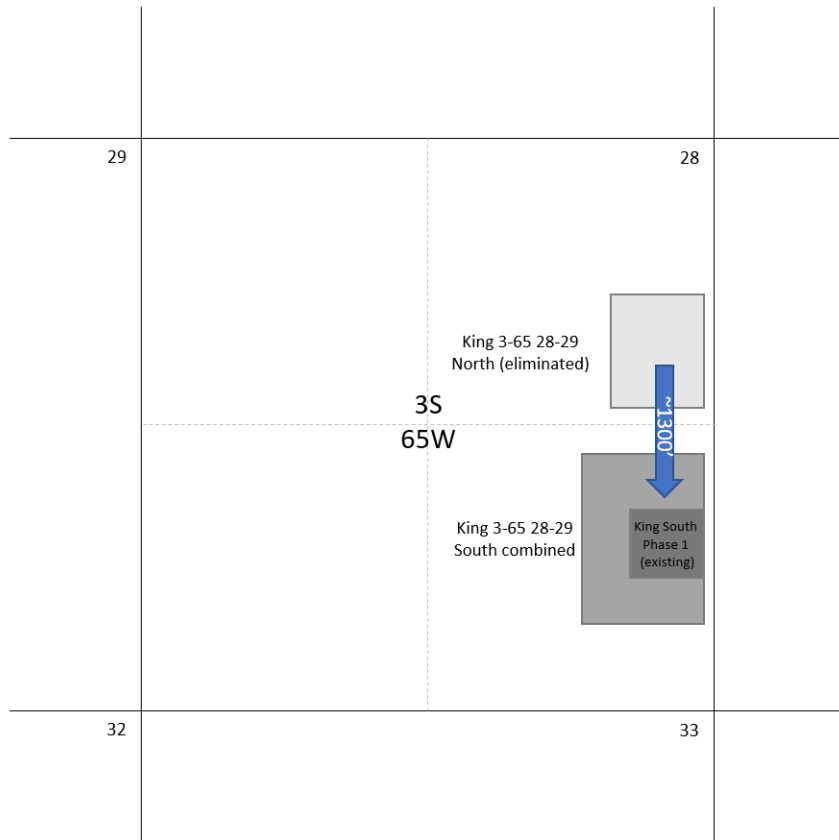 29
28
King 3-65 28-29
North (eliminated)
~1300’
3S
65W
King 3-65 28-29
South combined
King South
Phase 1
(existing)
32
33